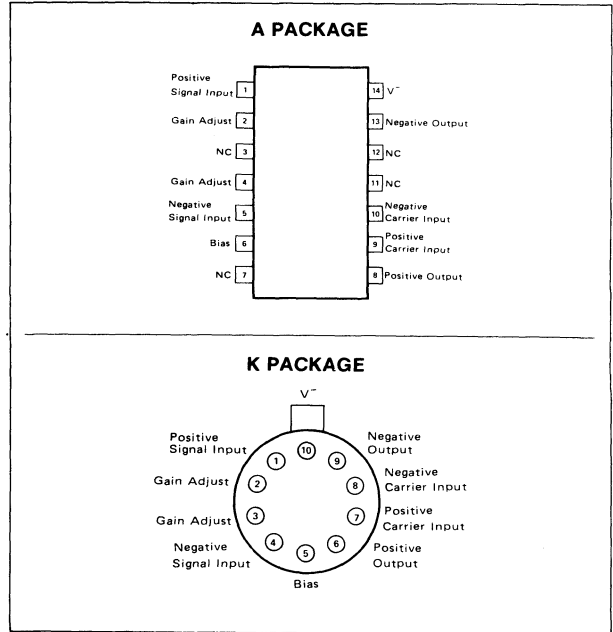 A PACKAGE
Positive
Signal Input 1
Gain Adjust 2
NC 3
Gain Adjust 4
Negative
Signal Input 5
Bias 6
NC 7
14 V⁻
13 Negative Output
12 NC
11 NC
10 Negative
Carrier Input
9 Positive
Carrier Input
8 Positive Output
K PACKAGE
V⁻
10
Positive
Signal Input
1
Gain Adjust 2
Gain Adjust 3
4
Negative
Signal Input
5
Bias
Negative
Output
9
8 Negative
Carrier Input
7 Positive
Carrier Input
6 Positive
Output